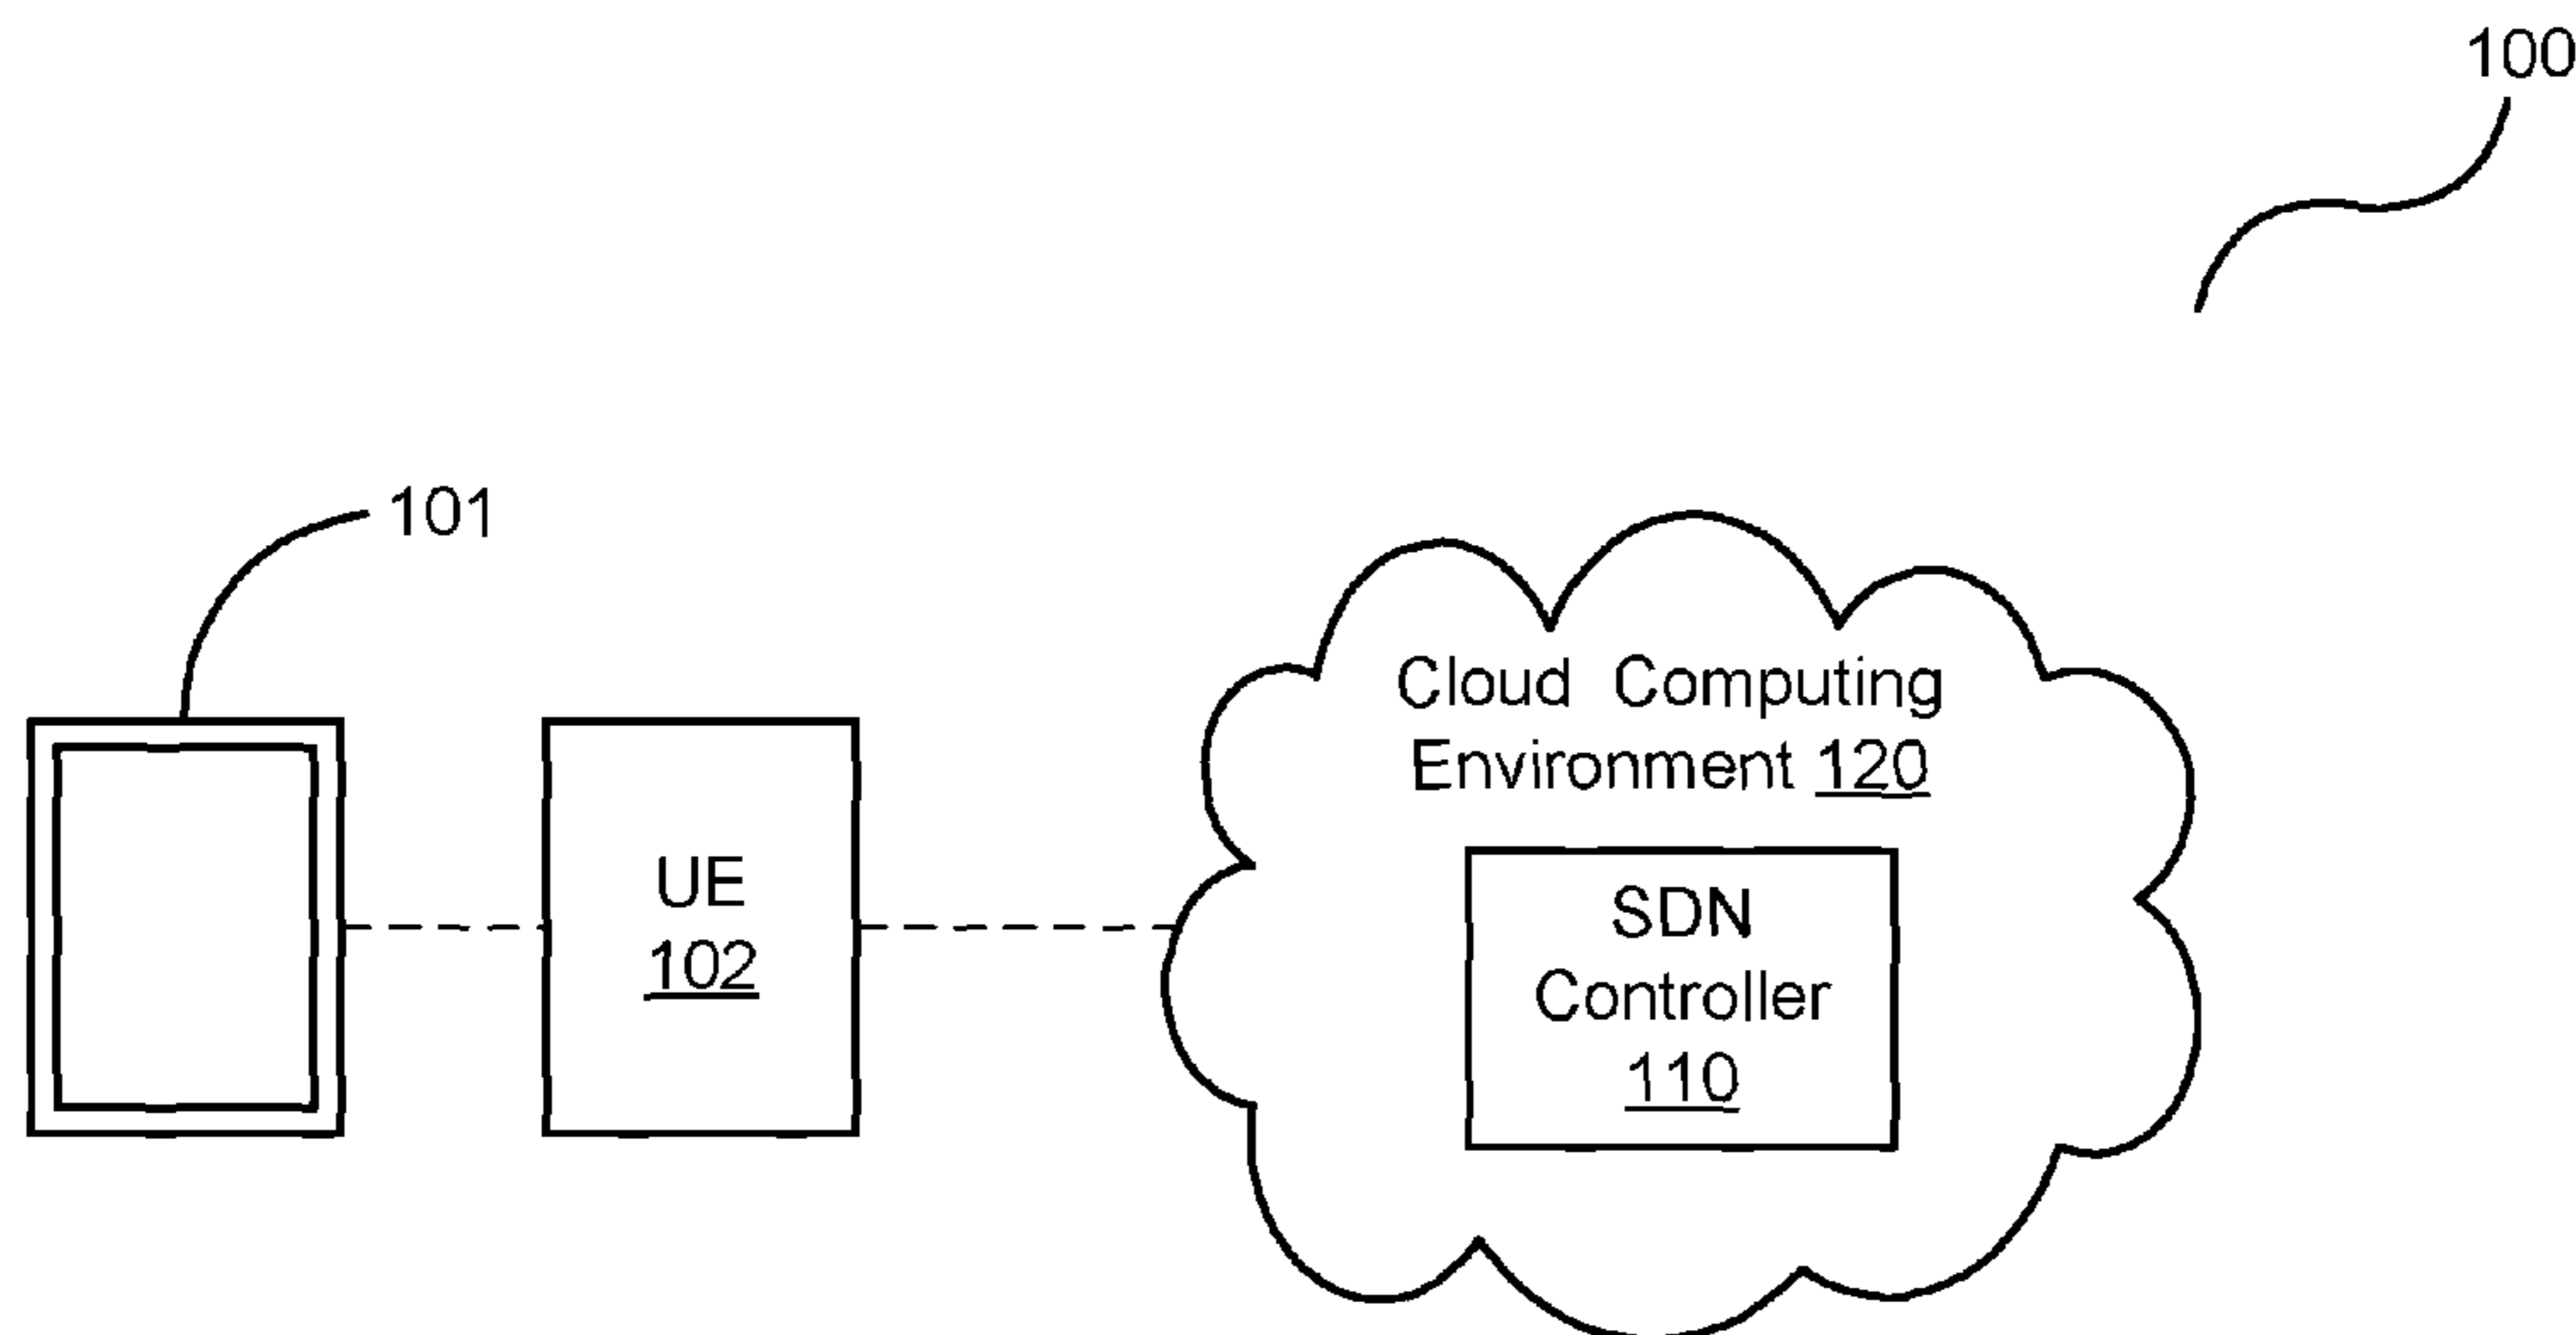 100
101
Cloud Computing
Environment 120
UE
102
SDN
Controller
110